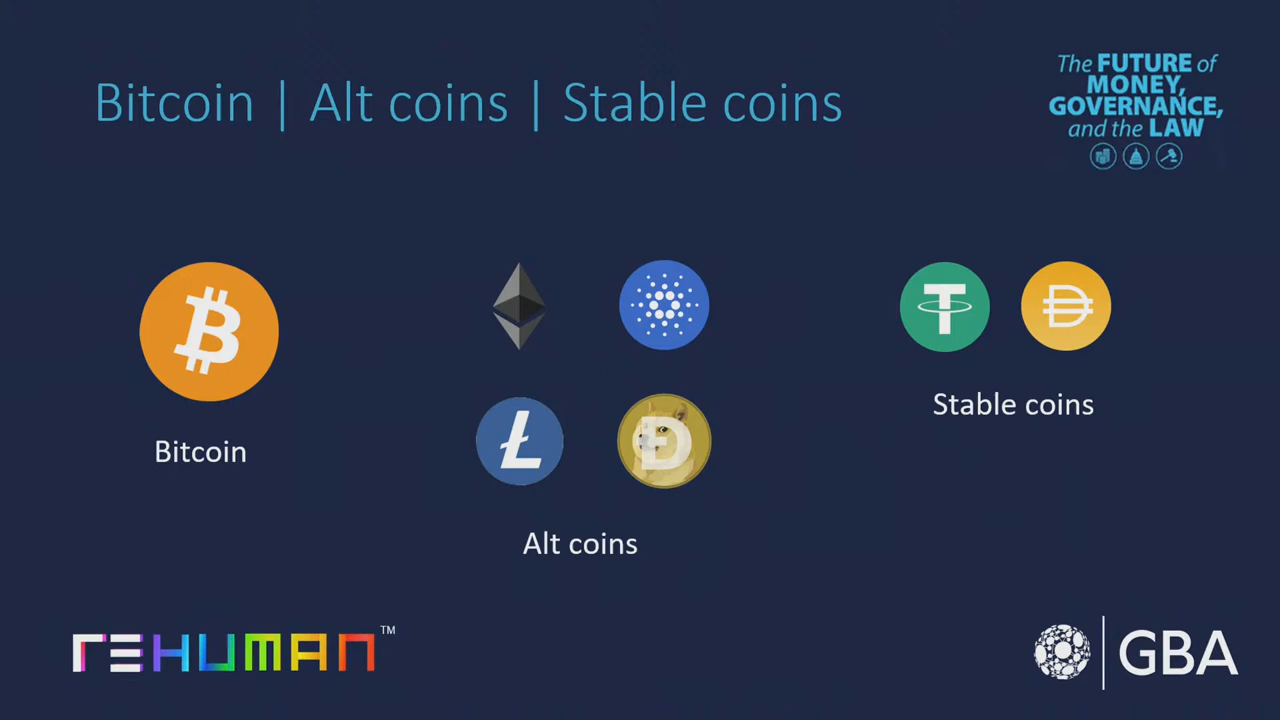 Bitcoin | Alt coins | Stable coins
The FUTURE of
MONEY,
GOVERNANCE,
and the LAW
Bitcoin
Alt coins
Stable coins
rEHUMAN™
GBA